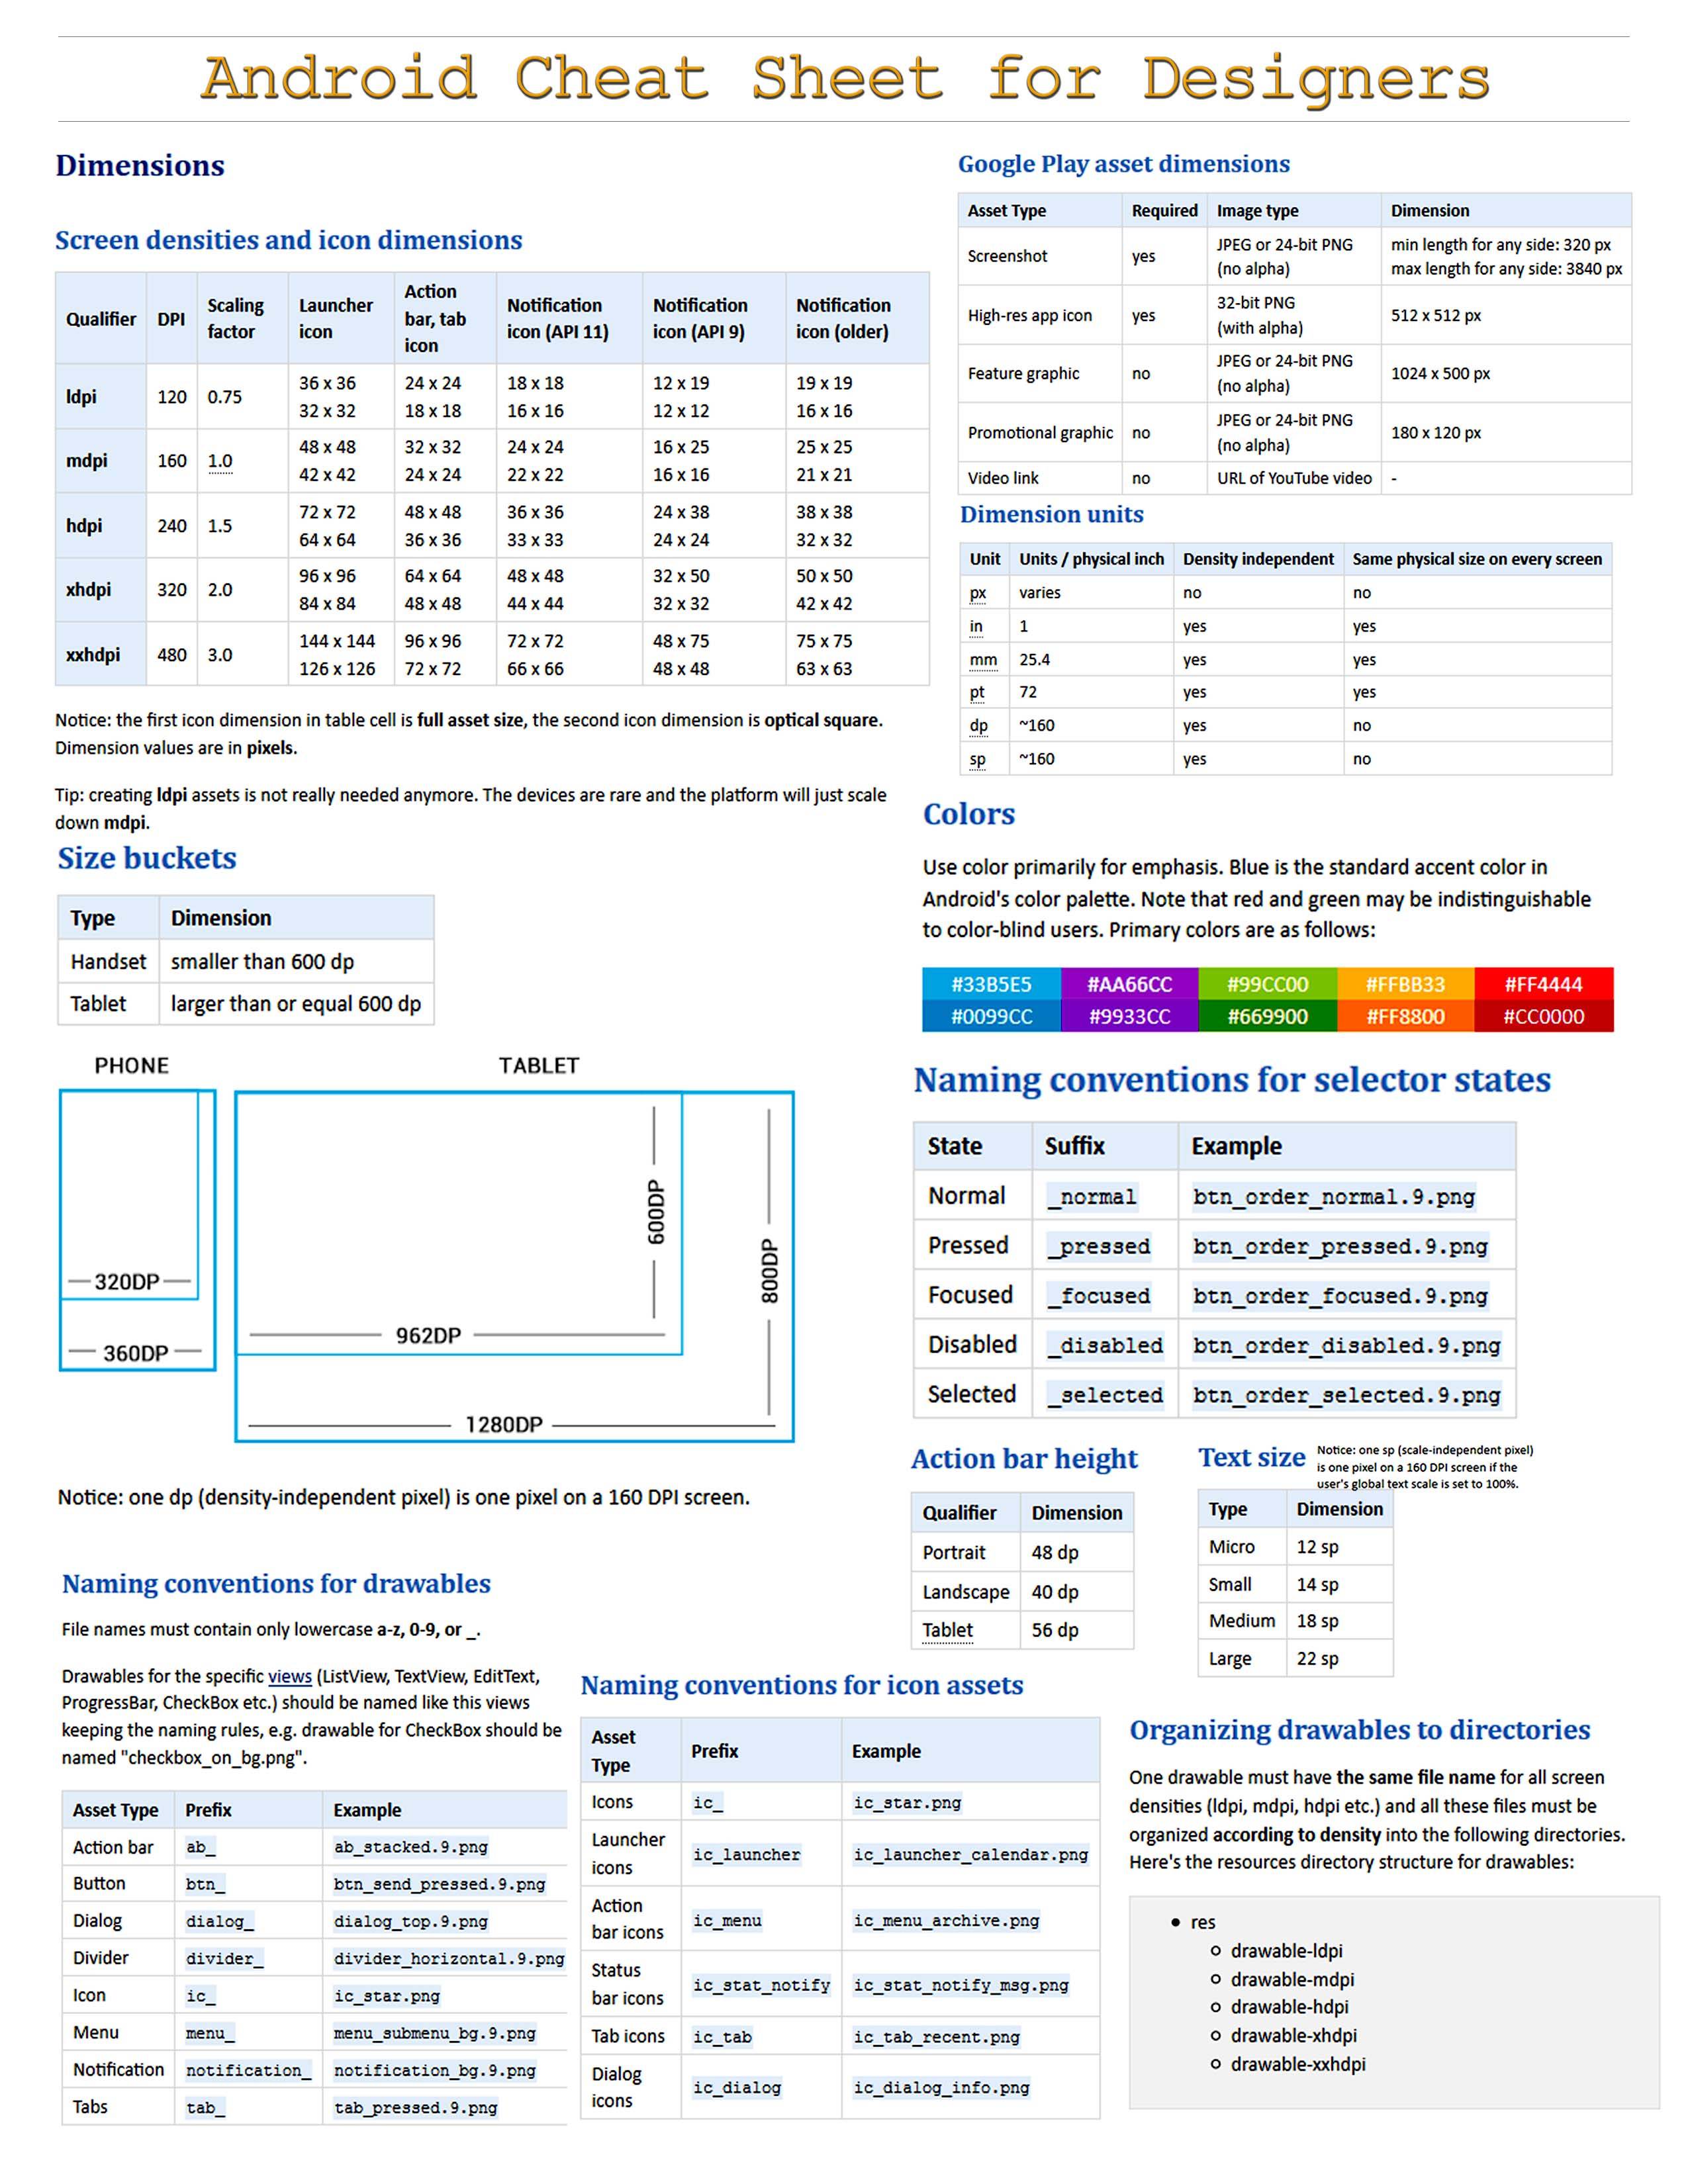 Android Cheat Sheet for Designers
Dimensions
Screen densities and icon dimensions
Qualifier DPI Scaling factor Launcher icon Action bar, tab icon Notification icon (API 11) Notification icon (API 9) Notification icon (older)
ldpi 120 0.75 36 x 36 24 x 24 18 x 18 12 x 19 19 x 19
32 x 32 18 x 18 16 x 16 12 x 12 16 x 16
mdpi 160 1.0 48 x 48 32 x 32 24 x 24 16 x 25 25 x 25
42 x 42 24 x 24 22 x 22 16 x 16 21 x 21
hdpi 240 1.5 72 x 72 48 x 48 36 x 36 24 x 38 38 x 38
64 x 64 36 x 36 33 x 33 24 x 24 32 x 32
xhdpi 320 2.0 96 x 96 64 x 64 48 x 48 32 x 50 50 x 50
84 x 84 48 x 48 44 x 44 32 x 32 42 x 42
xxhdpi 480 3.0 144 x 144 96 x 96 72 x 72 48 x 75 75 x 75
126 x 126 72 x 72 66 x 66 48 x 48 63 x 63
Notice: the first icon dimension in table cell is full asset size, the second icon dimension is optical square.
Dimension values are in pixels.
Tip: creating ldpi assets is not really needed anymore. The devices are rare and the platform will just scale
down mdpi.
Size buckets
Type Dimension
Handset smaller than 600 dp
Tablet larger than or equal 600 dp
PHONE
320DP
360DP
TABLET
600DP
800DP
962DP
1280DP
Notice: one dp (density-independent pixel) is one pixel on a 160 DPI screen.
Google Play asset dimensions
Asset Type Required Image type Dimension
Screenshot yes JPEG or 24-bit PNG (no alpha) min length for any side: 320 px
max length for any side: 3840 px
High-res app icon yes 32-bit PNG (with alpha) 512 x 512 px
Feature graphic no JPEG or 24-bit PNG (no alpha) 1024 x 500 px
Promotional graphic no JPEG or 24-bit PNG (no alpha) 180 x 120 px
Video link no URL of YouTube video -
Dimension units
Unit Units / physical inch Density independent Same physical size on every screen
px varies no no
in 1 yes yes
mm 25.4 yes yes
pt 72 yes yes
dp ~160 yes no
sp ~160 yes no
Colors
Use color primarily for emphasis. Blue is the standard accent color in
Android's color palette. Note that red and green may be indistinguishable
to color-blind users. Primary colors are as follows:
#33B5E5 #AA66CC #99CC00 #FFBB33 #FF4444
#0099CC #9933CC #669900 #FF8800 #CC0000
Naming conventions for selector states
State Suffix Example
Normal _normal btn_order_normal.9.png
Pressed _pressed btn_order_pressed.9.png
Focused _focused btn_order_focused.9.png
Disabled _disabled btn_order_disabled.9.png
Selected _selected btn_order_selected.9.png
Action bar height
Qualifier Dimension
Portrait 48 dp
Landscape 40 dp
Tablet 56 dp
Text size
Notice: one sp (scale-independent pixel)
is one pixel on a 160 DPI screen if the
user's global text scale is set to 100%.
Type Dimension
Micro 12 sp
Small 14 sp
Medium 18 sp
Large 22 sp
Naming conventions for drawables
File names must contain only lowercase a-z, 0-9, or _.
Drawables for the specific views (ListView, TextView, EditText,
ProgressBar, CheckBox etc.) should be named like this views
keeping the naming rules, e.g. drawable for CheckBox should be
named "checkbox_on_bg.png".
Asset Type Prefix Example
Action bar ab_ ab_stacked.9.png
Button btn_ btn_send_pressed.9.png
Dialog dialog_ dialog_top.9.png
Divider divider_ divider_horizontal.9.png
Icon ic_ ic_star.png
Menu menu_ menu_submenu_bg.9.png
Notification notification_ notification_bg.9.png
Tabs tab_ tab_pressed.9.png
Naming conventions for icon assets
Asset Type Prefix Example
Icons ic_ ic_star.png
Launcher icons ic_launcher ic_launcher_calendar.png
Action bar icons ic_menu ic_menu_archive.png
Status bar icons ic_stat_notify ic_stat_notify_msg.png
Tab icons ic_tab ic_tab_recent.png
Dialog icons ic_dialog ic_dialog_info.png
Organizing drawables to directories
One drawable must have the same file name for all screen
densities (ldpi, mdpi, hdpi etc.) and all these files must be
organized according to density into the following directories.
Here's the resources directory structure for drawables:
res
drawable-ldpi
drawable-mdpi
drawable-hdpi
drawable-xhdpi
drawable-xxhdpi